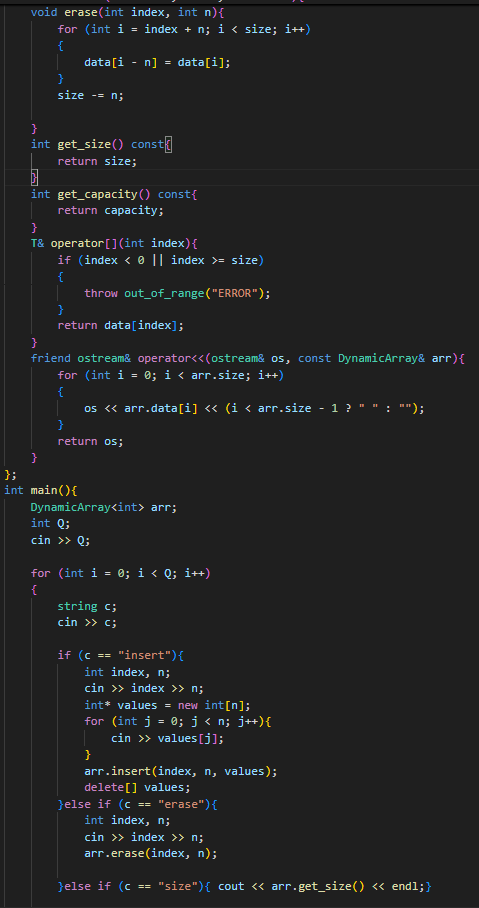 void erase(int index, int n){
        for (int i = index + n; i < size; i++)
        {
            data[i - n] = data[i];
        }
        size -= n;

    }
    int get_size() const{
        return size;
    }
    int get_capacity() const{
        return capacity;
    }
    T& operator[](int index){
        if (index < 0 || index >= size)
        {
            throw out_of_range("ERROR");
        }
        return data[index];
    }
    friend ostream& operator<<(ostream& os, const DynamicArray& arr){
        for (int i = 0; i < arr.size; i++)
        {
            os << arr.data[i] << (i < arr.size - 1 ? " " : "");
        }
        return os;
    }
};
int main(){
    DynamicArray<int> arr;
    int Q;
    cin >> Q;

    for (int i = 0; i < Q; i++)
    {
        string c;
        cin >> c;

        if (c == "insert"){
            int index, n;
            cin >> index >> n;
            int* values = new int[n];
            for (int j = 0; j < n; j++){
                cin >> values[j];
            }
            arr.insert(index, n, values);
            delete[] values;
        }else if (c == "erase"){
            int index, n;
            cin >> index >> n;
            arr.erase(index, n);

        }else if (c == "size"){ cout << arr.get_size() << endl;}